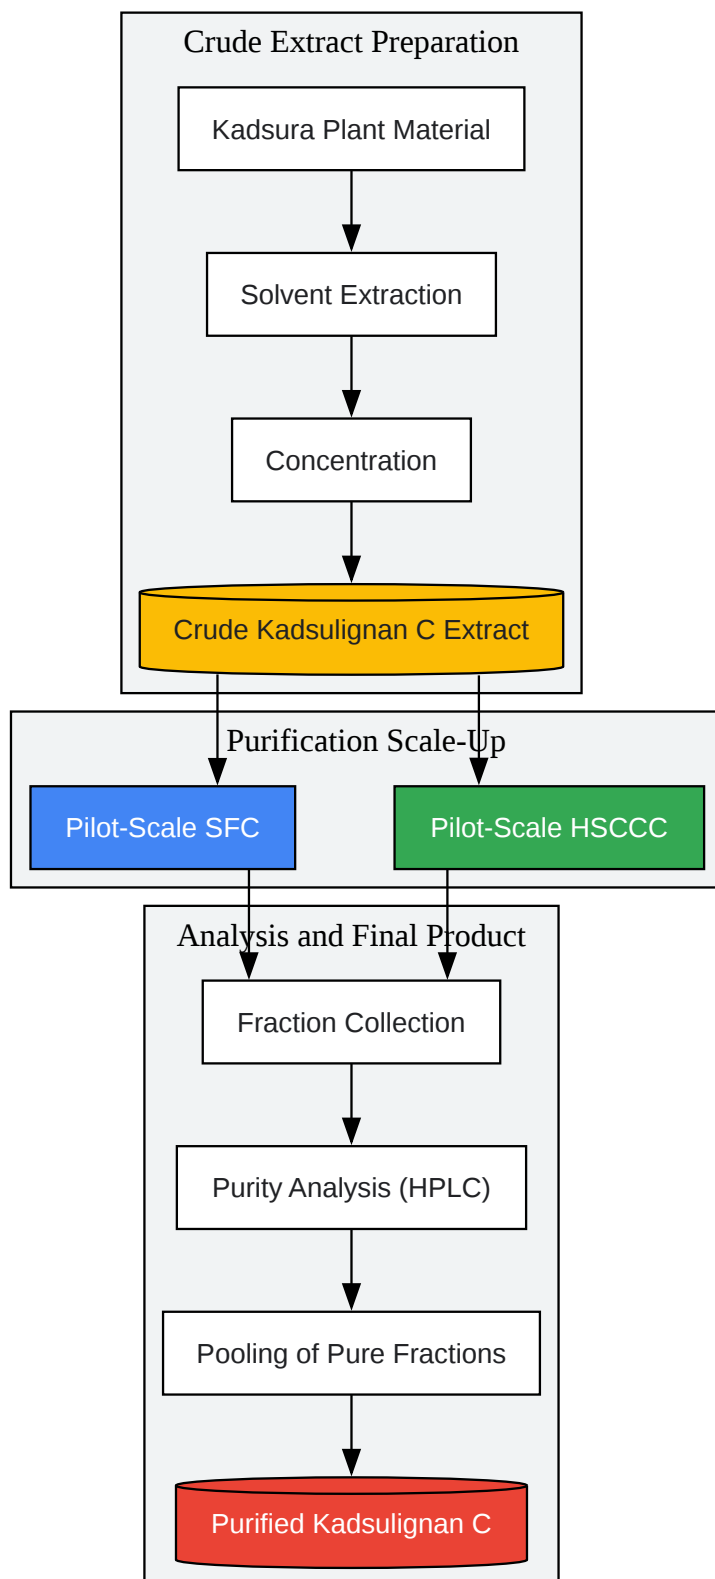 Crude Extract Preparation
Kadsura Plant Material
Solvent Extraction
Concentration
Crude Kadsulignan C Extract
Purification Scale-Up
Pilot-Scale SFC
Pilot-Scale HSCCC
Analysis and Final Product
Fraction Collection
Purity Analysis (HPLC)
Pooling of Pure Fractions
Purified Kadsulignan C